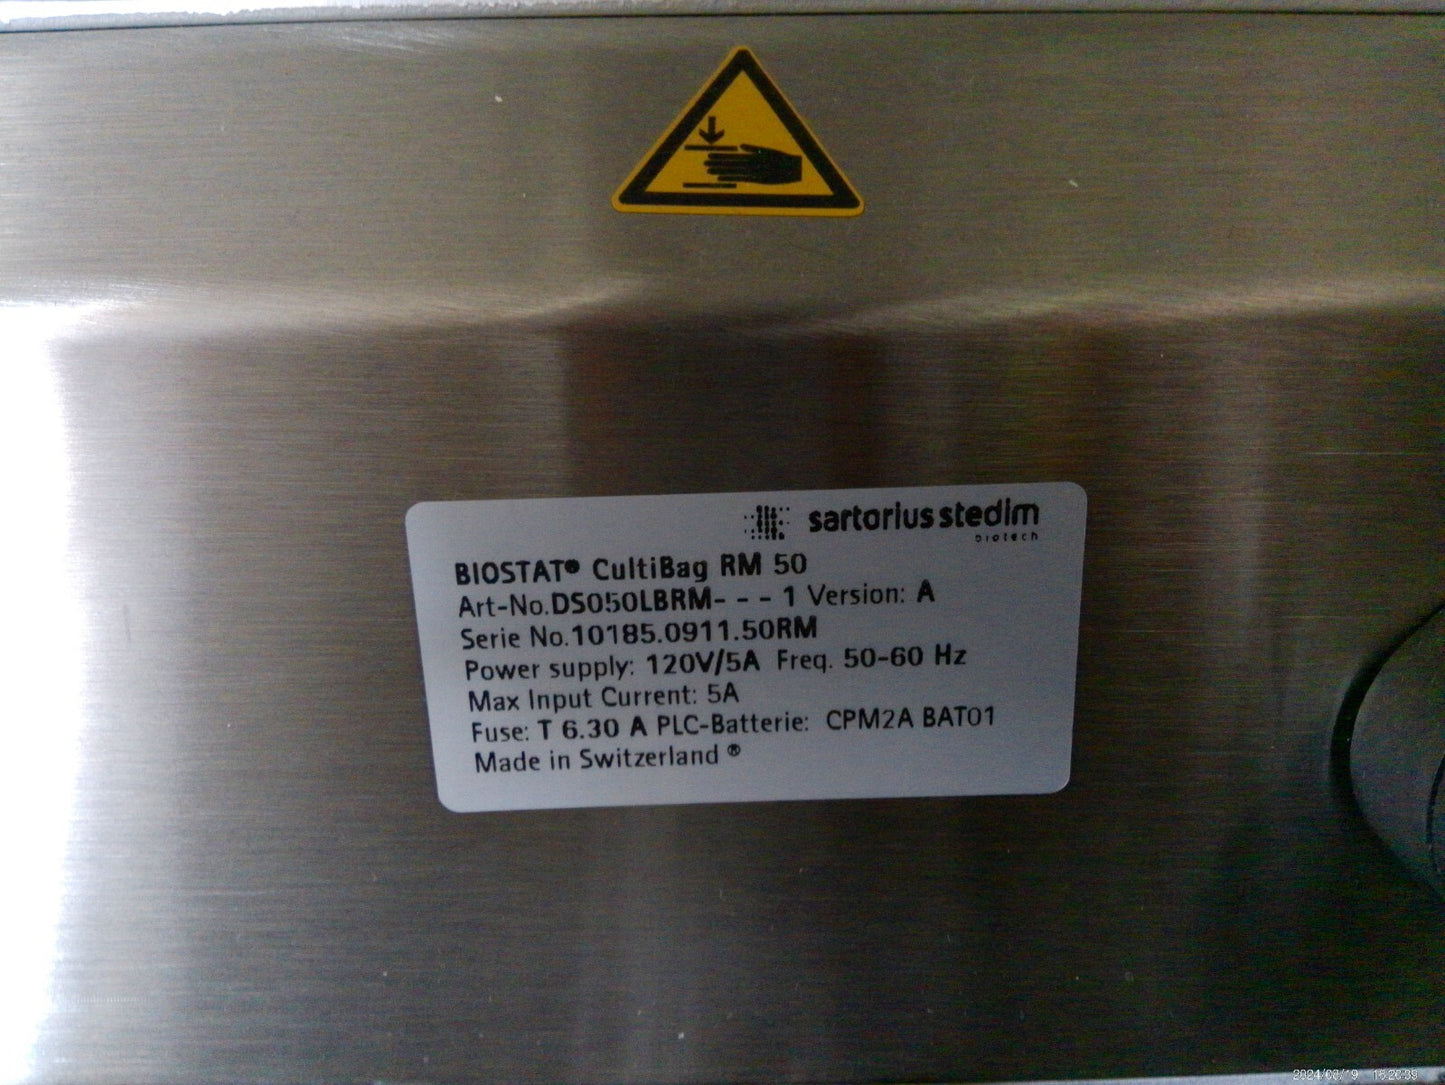 sartorius stedim
biotech
BIOSTAT® CultiBag RM 50
Art-No.DS050LBRM- - - 1 Version: A
Serie No.10185.0911.50RM
Power supply: 120V/5A Freq. 50-60 Hz
Max Input Current: 5A
Fuse: T 6.30 A PLC-Batterie: CPM2A BAT01
Made in Switzerland ®